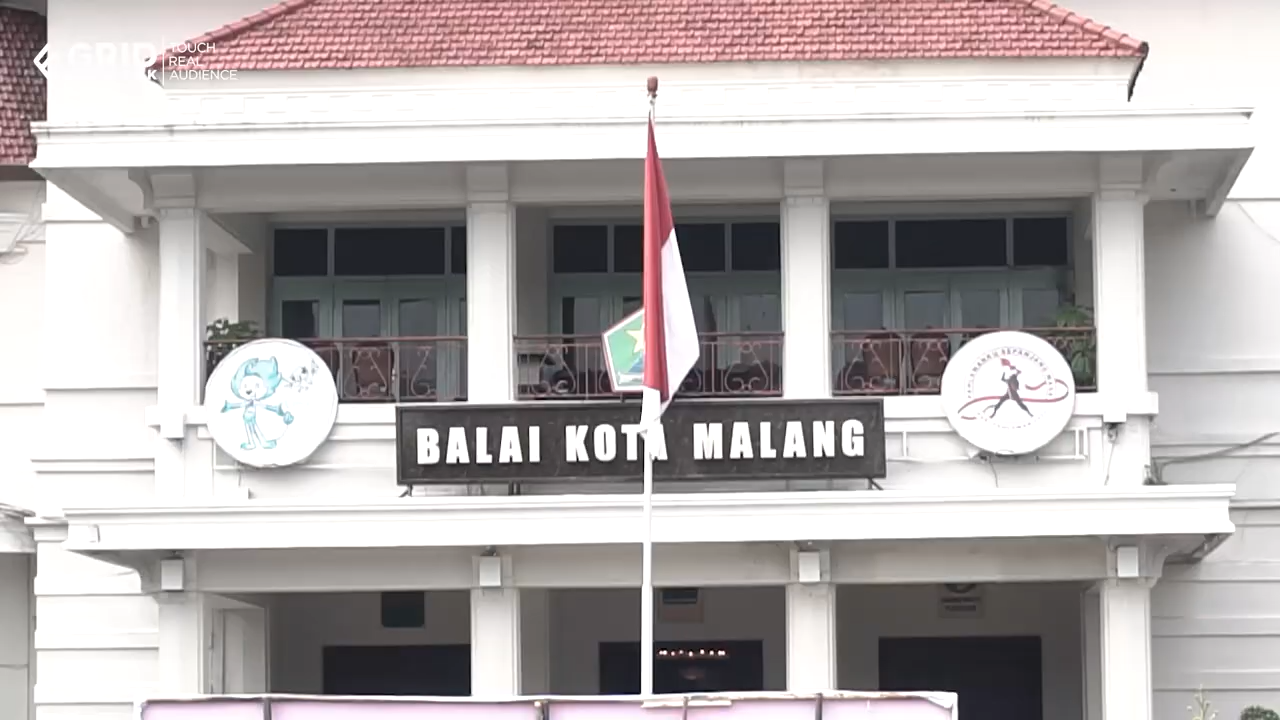 GRID
TOUCH
REAL
AUDIENCE
BALAI KOTA MALANG